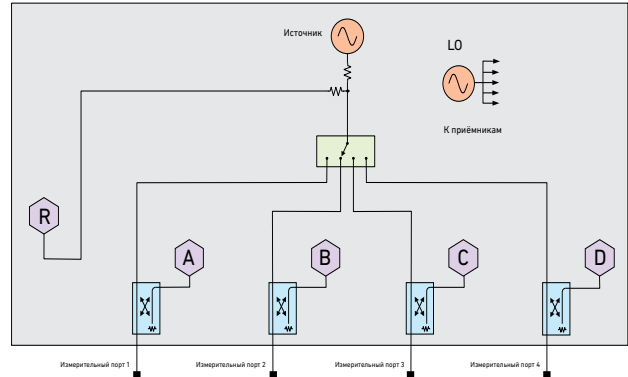 Источник
LO
К приёмникам
R
A
B
C
D
Измерительный порт 1
Измерительный порт 2
Измерительный порт 3
Измерительный порт 4